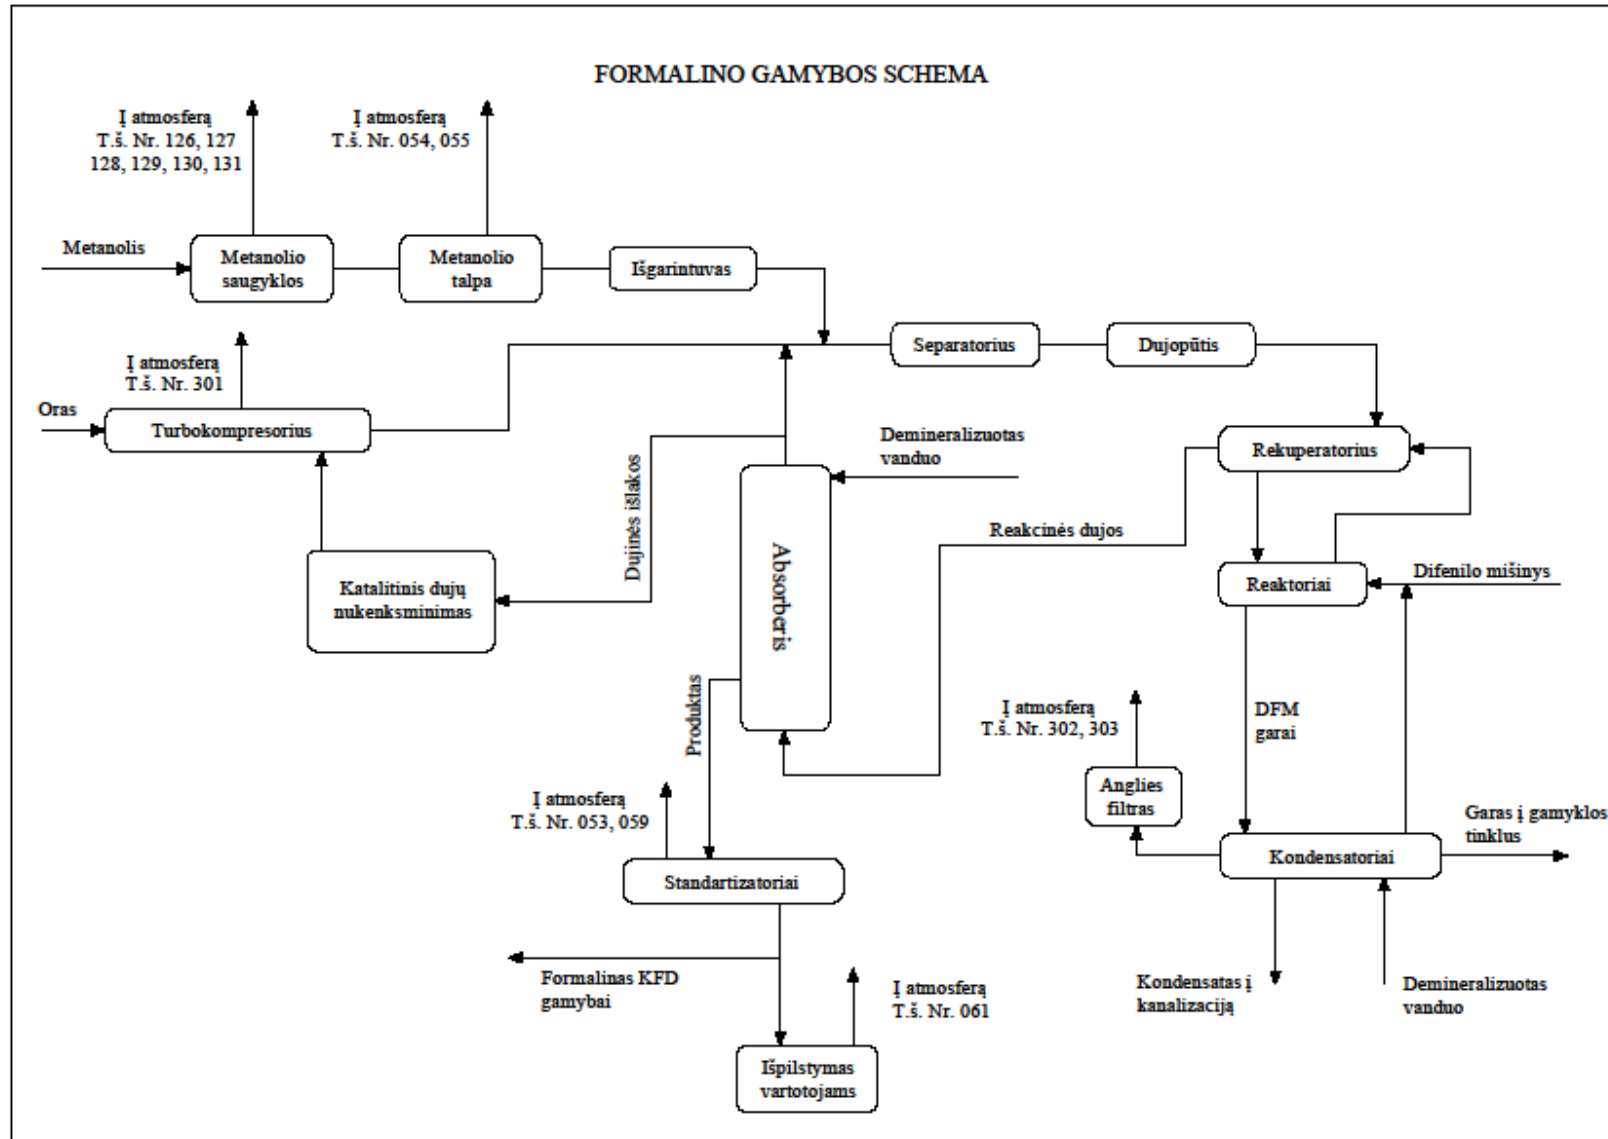 FORMALINO GAMYBOS SCHEMA
Į atmosferą
T.š. Nr. 126, 127
128, 129, 130, 131
Į atmosferą
T.š. Nr. 054, 055
Metanolis
Metanolio
saugyklos
Metanolio
talpa
Išgarintuvas
Į atmosferą
T.š. Nr. 301
Separatorius
Dujopūtis
Oras
Turbokompresorius
Demineralizuotas
vanduo
Rekuperatorius
Dujinės išlakos
Reakcinės dujos
Absorberis
Katalitinis dujų
nukenksminimas
Reaktoriai
Difenilo mišinys
Produktas
Į atmosferą
T.š. Nr. 302, 303
DFM
garai
Anglies
filtras
Į atmosferą
T.š. Nr. 053, 059
Garas į gamyklos
tinklus
Kondensatoriai
Standartizatoriai
Formalinas KFD
gamybai
Į atmosferą
T.š. Nr. 061
Kondensatas į
kanalizaciją
Demineralizuotas
vanduo
Išpilstymas
vartotojams